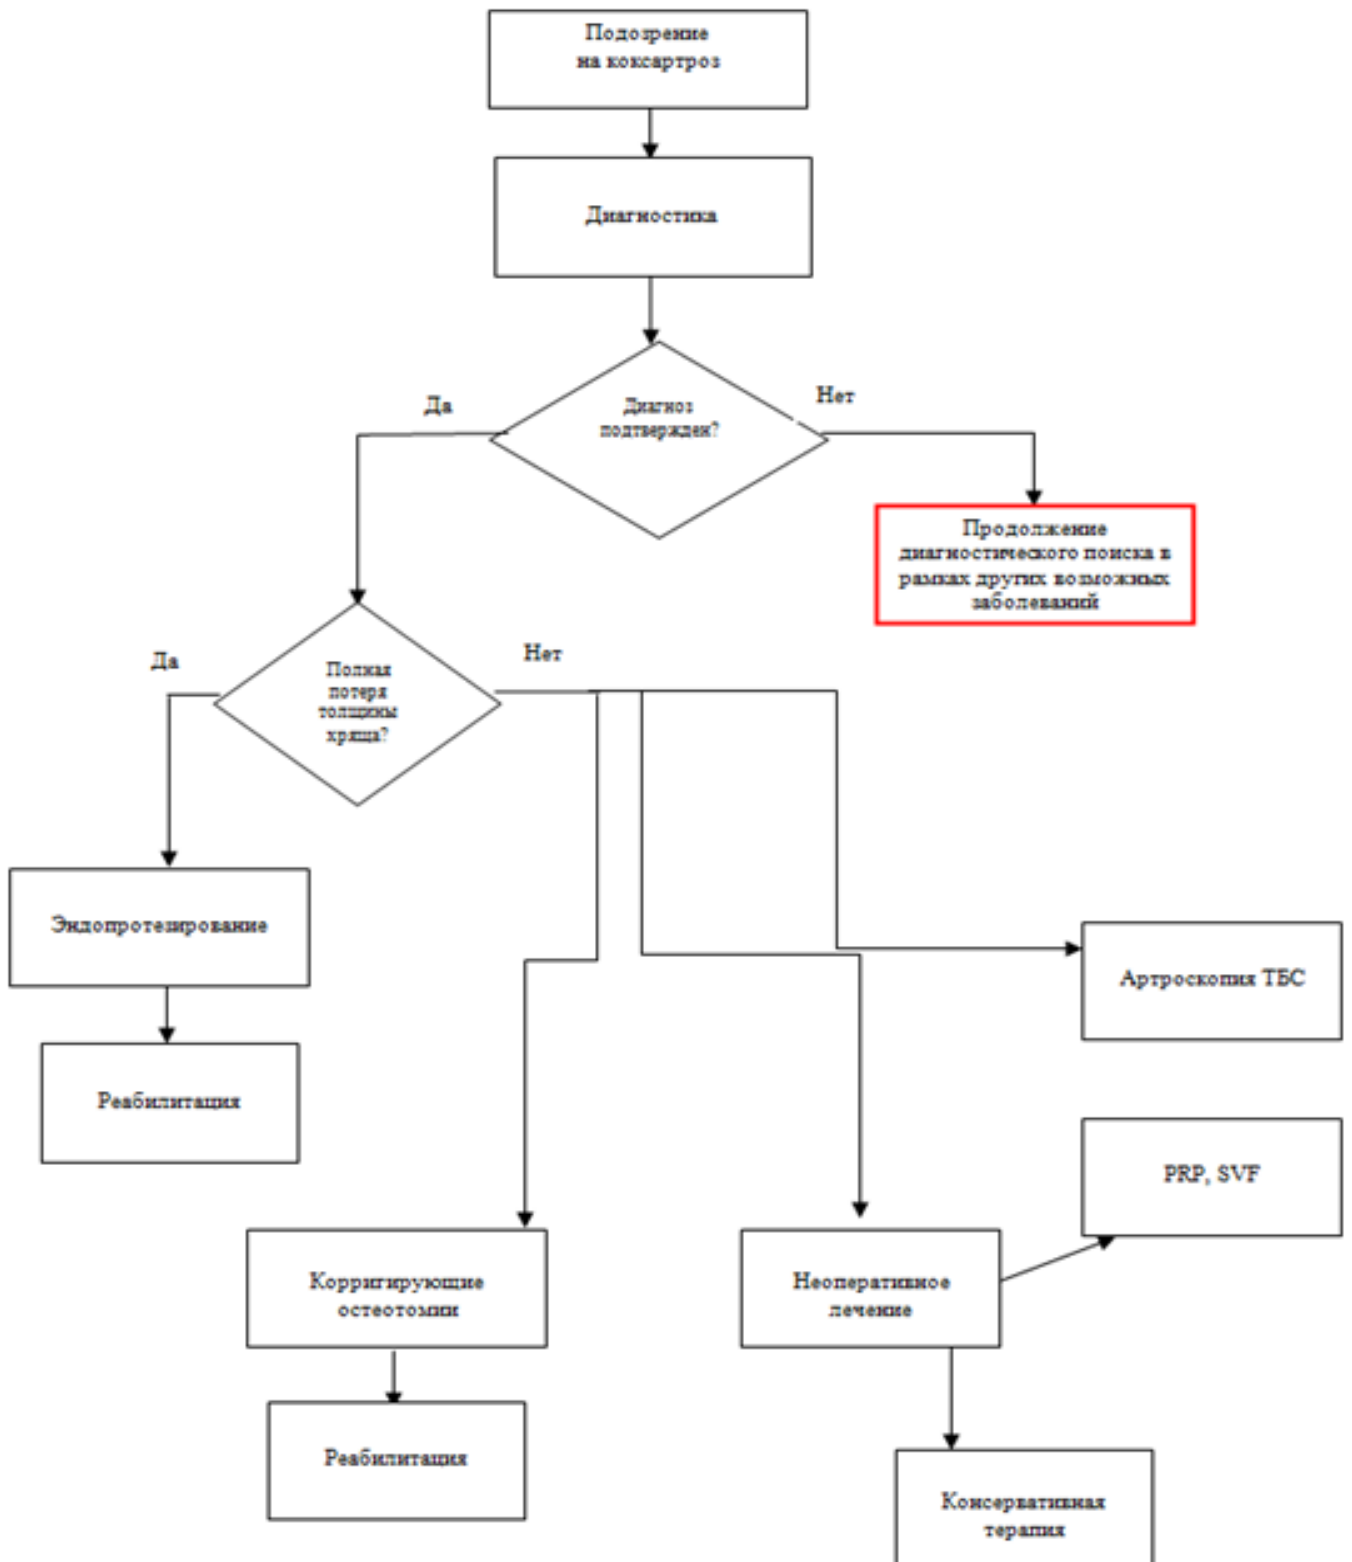 Подозрение
на коксартроз
Диагностика
Диагноз
подтвержден?
Да
Нет
Продолжение
диагностического поиска в
рамках других возможных
заболеваний
Полная
потеря
толщины
хряща?
Да
Нет
Эндопротезирование
Реабилитация
Артроскопия ТБС
PRP, SVF
Корригирующие
остеотомии
Неоперативное
лечение
Реабилитация
Консервативная
терапия